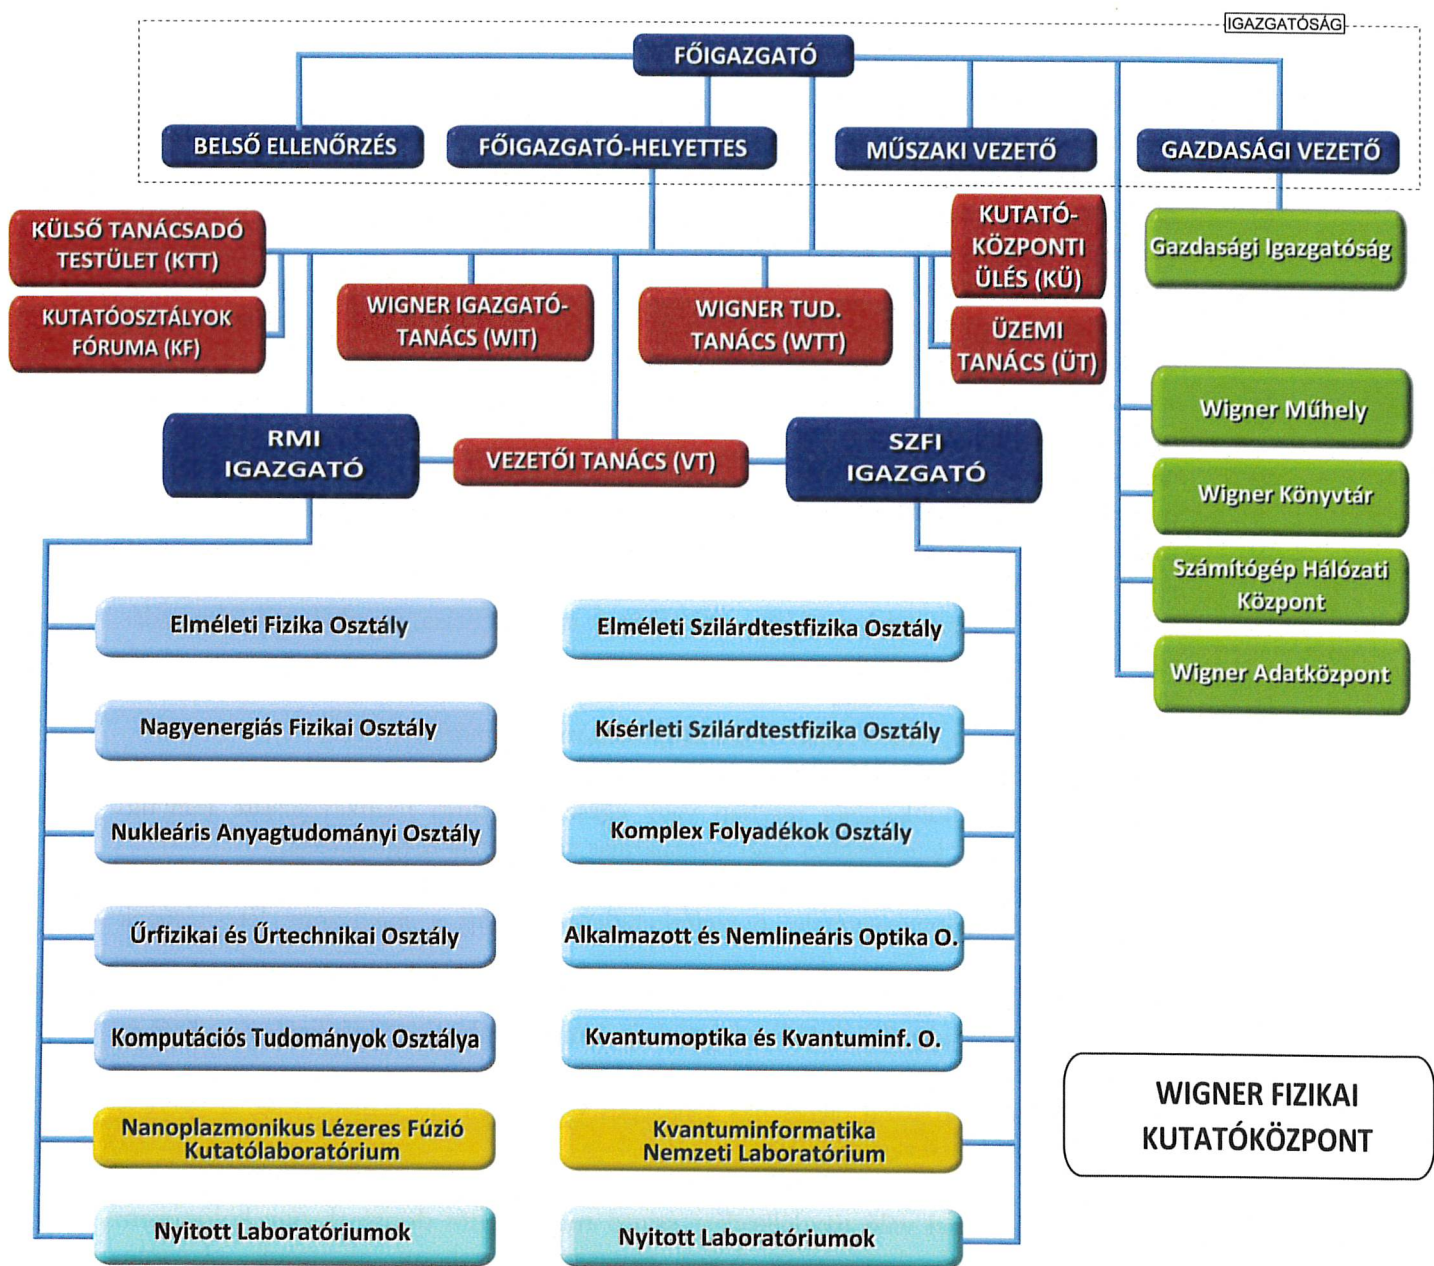 IGAZGATÓSÁG
FŐIGAZGATÓ
BELSŐ ELLENŐRZÉS
FŐIGAZGATÓ-HELYETTES
MŰSZAKI VEZETŐ
GAZDASÁGI VEZETŐ
KÜLSŐ TANÁCSADÓ
TESTÜLET (KTT)
KUTATÓOSZTÁLYOK
FÓRUMA (KF)
WIGNER IGAZGATÓ-
TANÁCS (WIT)
WIGNER TUD.
TANÁCS (WTT)
KUTATÓ-
KÖZPONTI
ÜLÉS (KÜ)
ÜZEMI
TANÁCS (ÜT)
Gazdasági Igazgatóság
RMI
IGAZGATÓ
VEZETŐI TANÁCS (VT)
SZFI
IGAZGATÓ
Wigner Műhely
Wigner Könyvtár
Számítógép Hálózati
Központ
Wigner Adatközpont
Elméleti Fizika Osztály
Nagyenergiás Fizikai Osztály
Nukleáris Anyagtudományi Osztály
Űrfizikai és Űrtechnikai Osztály
Komputációs Tudományok Osztálya
Nanoplazmonikus Lézeres Fúzió
Kutatólaboratórium
Nyitott Laboratóriumok
Elméleti Szilárdtestfizika Osztály
Kísérleti Szilárdtestfizika Osztály
Komplex Folyadékok Osztály
Alkalmazott és Nemlineáris Optika O.
Kvantumoptika és Kvantuminf. O.
Kvantuminformatika
Nemzeti Laboratórium
Nyitott Laboratóriumok
WIGNER FIZIKAI
KUTATÓKÖZPONT